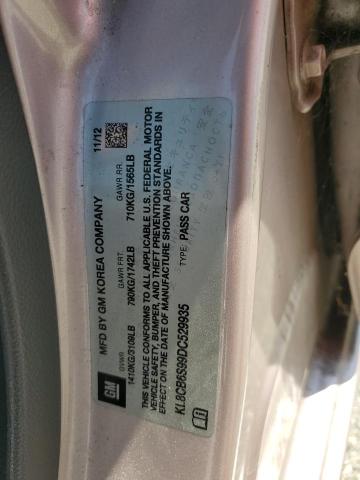 MFD BY GM KOREA COMPANY 11/12
GVWR GAWR FRT. GAWR RR.
1410KG/3109LB 790KG/1742LB 710KG/1565LB
THIS VEHICLE CONFORMS TO ALL APPLICABLE U.S. FEDERAL MOTOR
VEHICLE SAFETY, BUMPER, AND THEFT PREVENTION STANDARDS IN
EFFECT ON THE DATE OF MANUFACTURE SHOWN ABOVE.
GM
KL8CB6S99DC529935 TYPE: PASS CAR